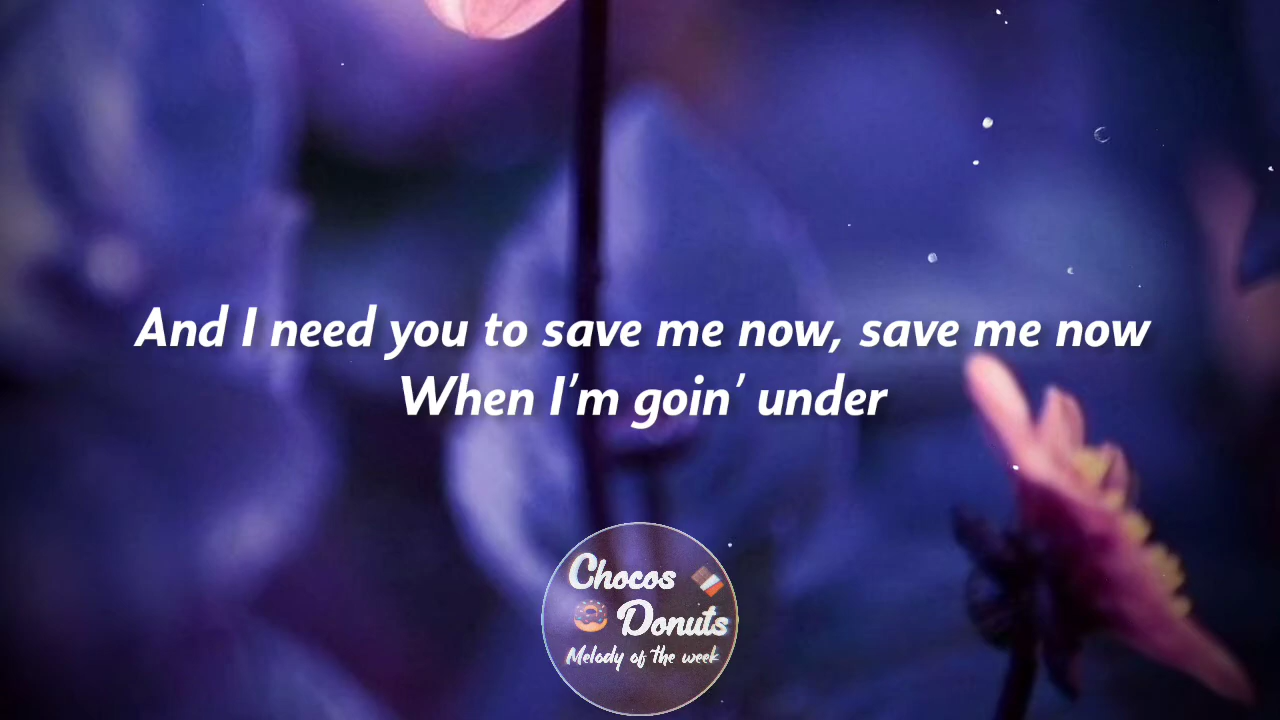 And I need you to save me now, save me now
When I'm goin' under
Chocos
Donuts
Melody of the week